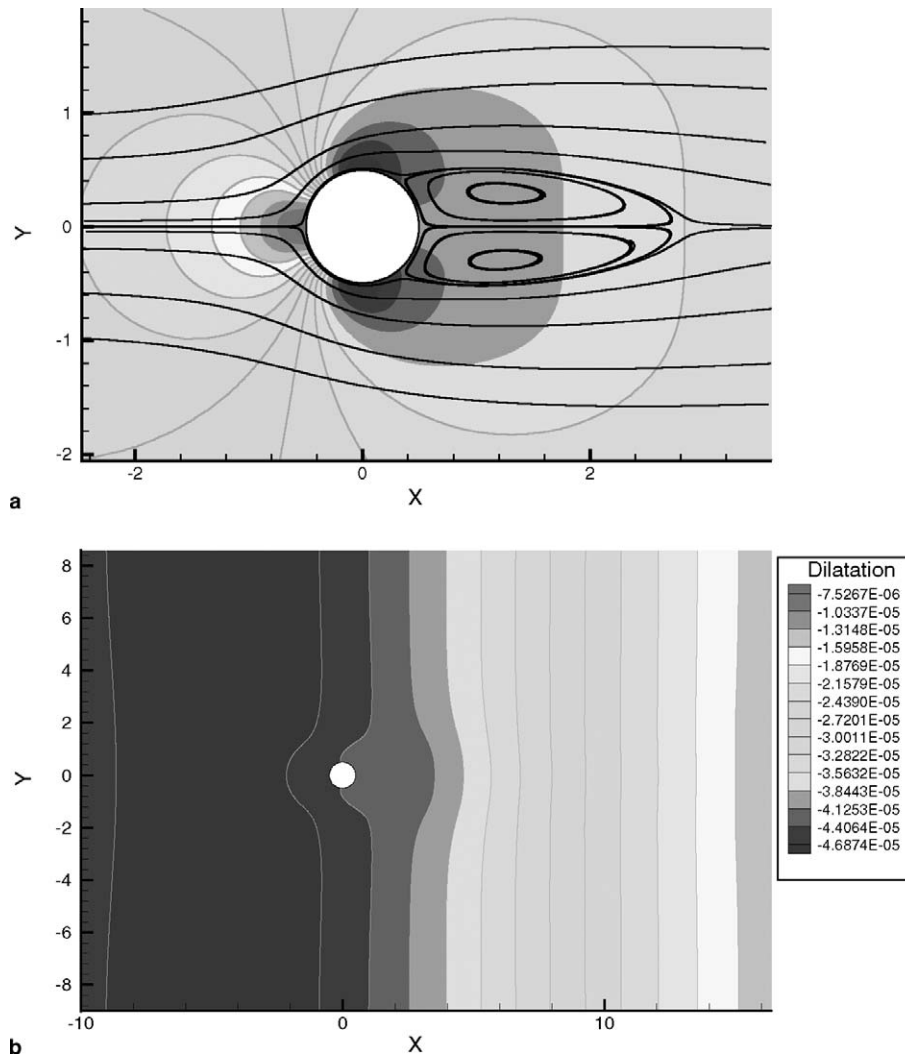 1
0
-1
-2
Y
-2
0
2
X
a
8
6
4
2
0
-2
-4
-6
-8
Y
-10
0
10
X
b
Dilatation
-7.5267E-06
-1.0337E-05
-1.3148E-05
-1.5958E-05
-1.8769E-05
-2.1579E-05
-2.4390E-05
-2.7201E-05
-3.0011E-05
-3.2822E-05
-3.5632E-05
-3.8443E-05
-4.1253E-05
-4.4064E-05
-4.6874E-05